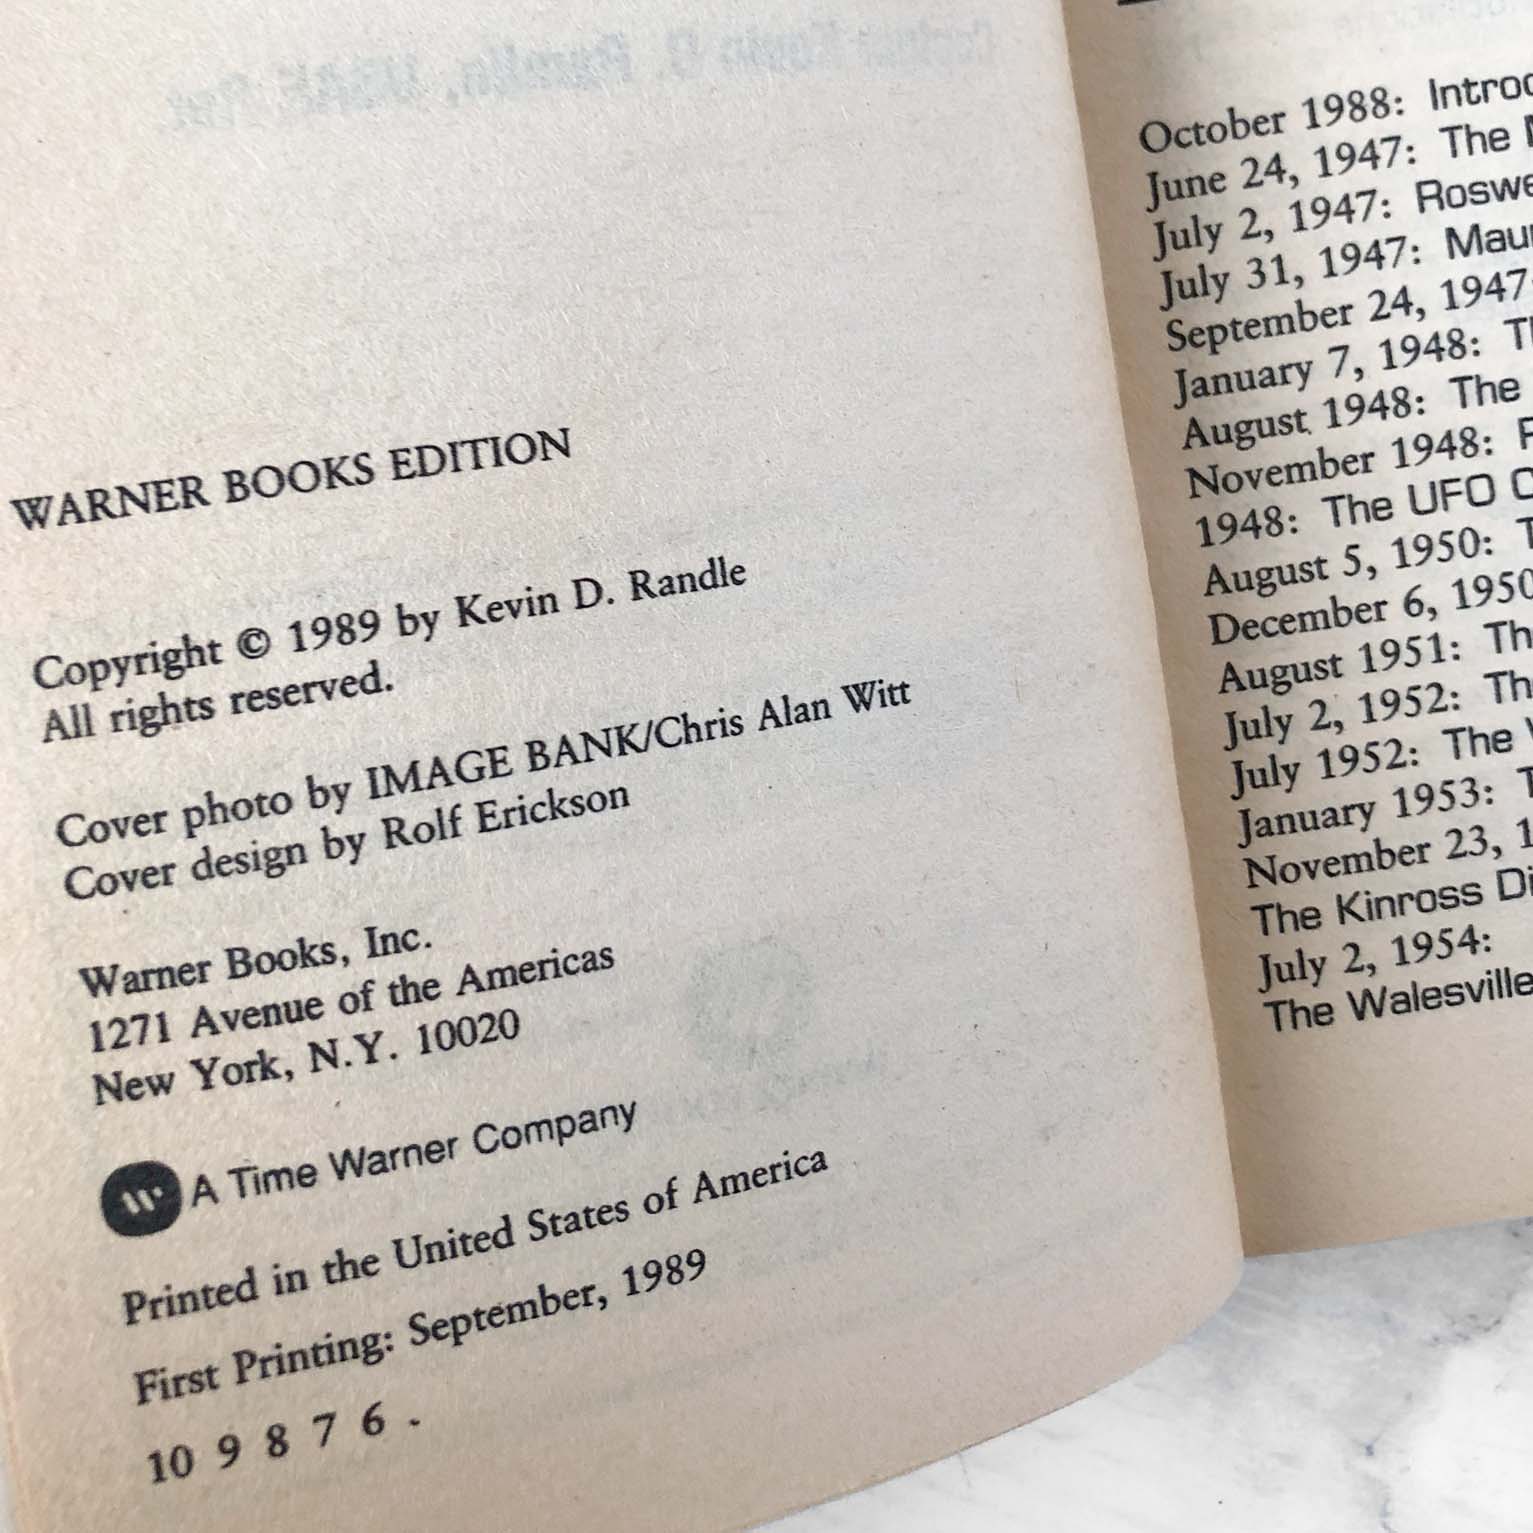 WARNER BOOKS EDITION
Copyright © 1989 by Kevin D. Randle
All rights reserved.
Cover photo by IMAGE BANK/Chris Alan Witt
Cover design by Rolf Erickson
Warner Books, Inc.
1271 Avenue of the Americas
New York, N.Y. 10020
A Time Warner Company
Printed in the United States of America
First Printing: September, 1989
10 9 8 7 6 .
October 1988:
June 24, 1947: The
July 2, 1947:
July 31, 1947:
September 24, 1947:
January 7, 1948:
August 1948: The
November 1948:
1948: The UFO
August 5, 1950:
December 6, 1950
August 1951:
July 2, 1952: The
July 1952: The
January 1953:
November 23,
The Kinross
July 2, 1954:
The Walesville